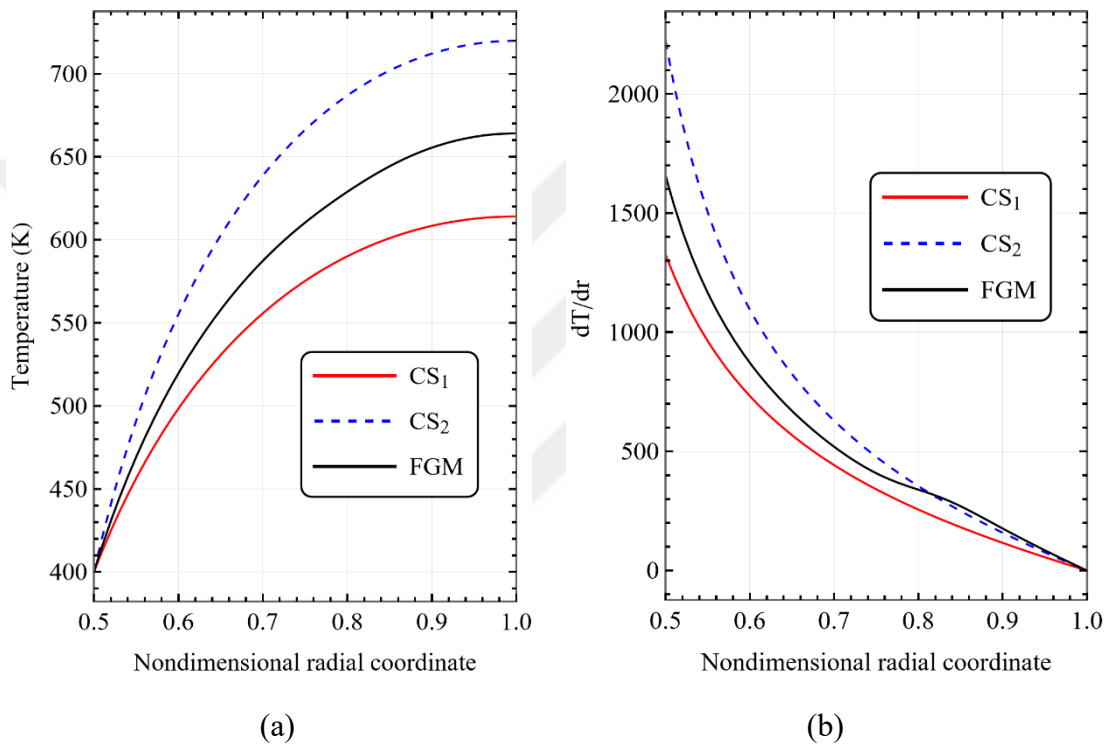 700
650
600
550
500
450
400
Temperature (K)
CS1
CS2
FGM
0.5 0.6 0.7 0.8 0.9 1.0
Nondimensional radial coordinate
(a)
2000
1500
1000
500
0
dT/dr
CS1
CS2
FGM
0.5 0.6 0.7 0.8 0.9 1.0
Nondimensional radial coordinate
(b)